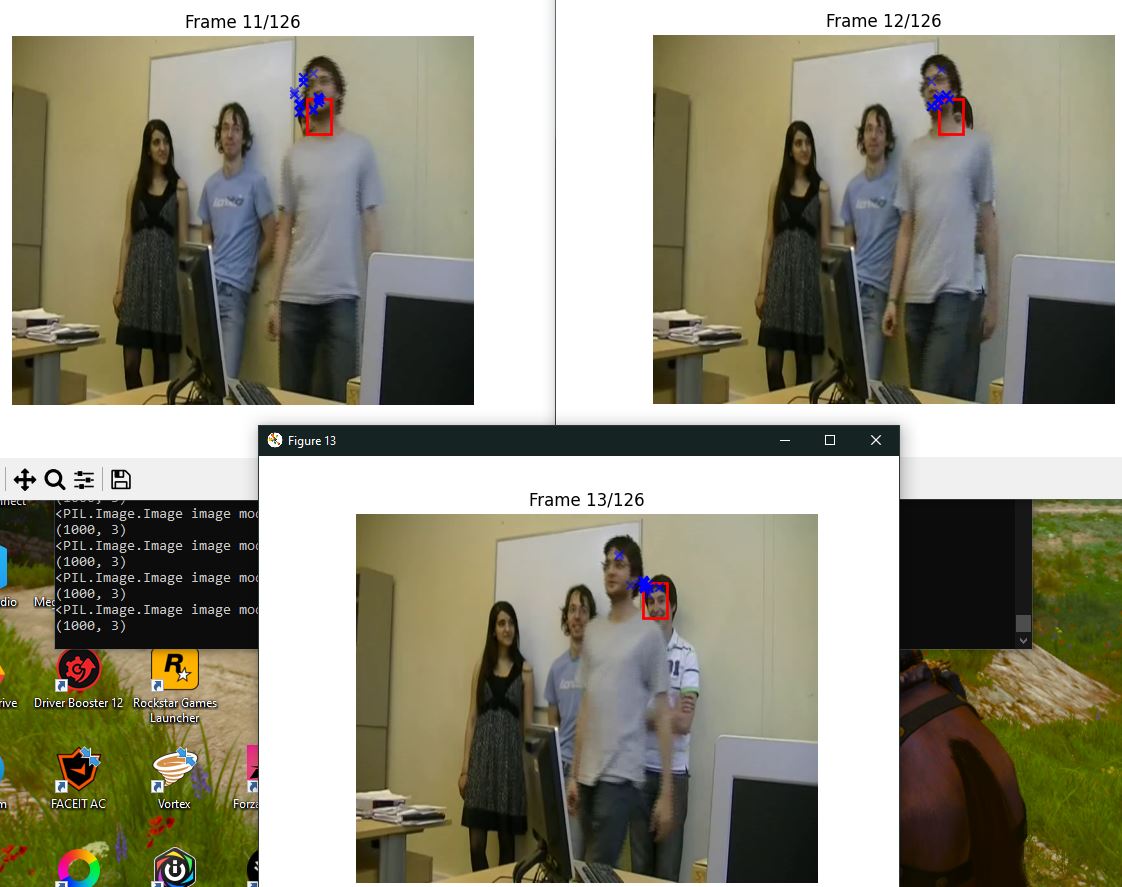 Frame 11/126
Frame 12/126
Figure 13
Frame 13/126
<PIL.Image.Image image mo
(1000, 3)
<PIL.Image.Image image mo
(1000, 3)
<PIL.Image.Image image mo
(1000, 3)
<PIL.Image.Image image mo
(1000, 3)
Driver Booster 12
Rockstar Games
Launcher
FACEIT AC
Vortex